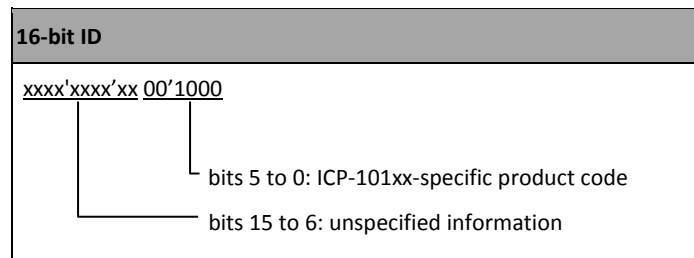 16-bit ID
xxxx'xxxx'xx 00’1000
bits 5 to 0: ICP-101xx-specific product code
bits 15 to 6: unspecified information